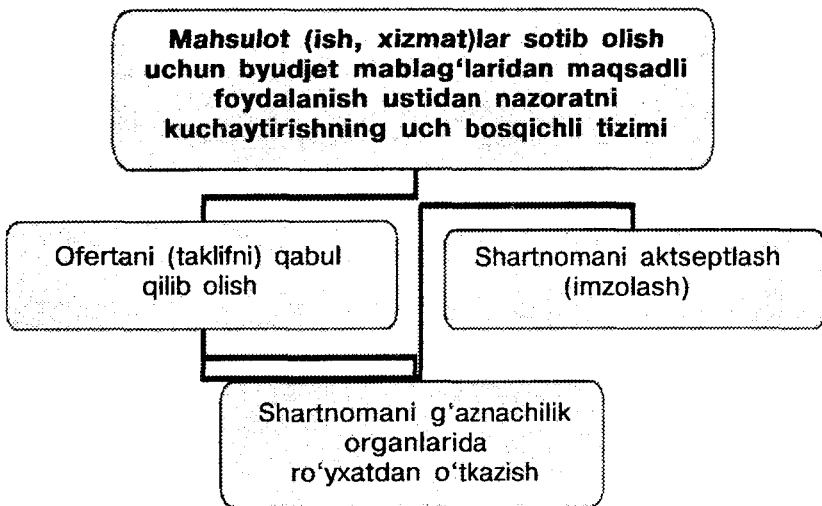 Mahsulot (ish, xizmat)lar sotib olish
uchun byudjet mablag‘laridan maqsadli
foydalanish ustidan nazoratni
kuchaytirishning uch bosqichli tizimi
Ofertani (taklifni) qabul
qilib olish
Shartnomani aktseptlash
(imzolash)
Shartnomani g‘aznachilik
organlarida
ro‘yxatdan o‘tkazish